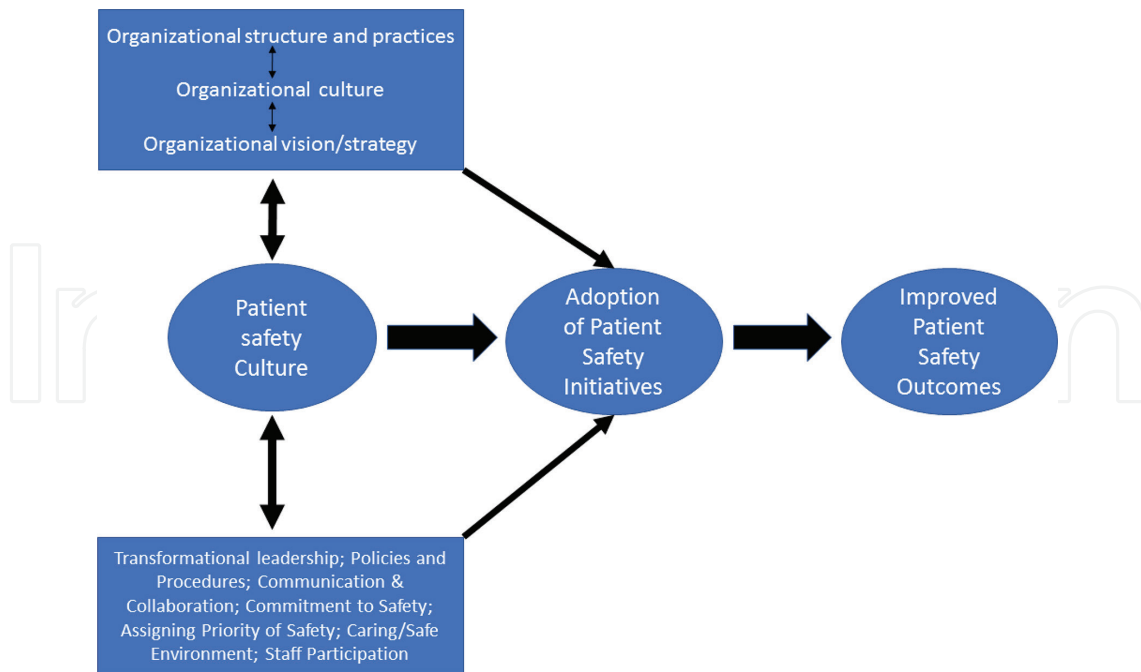 Organizational structure and practices
Organizational culture
Organizational vision/strategy
Patient
safety
Culture
Adoption
of Patient
Safety
Initiatives
Improved
Patient
Safety
Outcomes
Transformational leadership; Policies and
Procedures; Communication &
Collaboration; Commitment to Safety;
Assigning Priority of Safety; Caring/Safe
Environment; Staff Participation